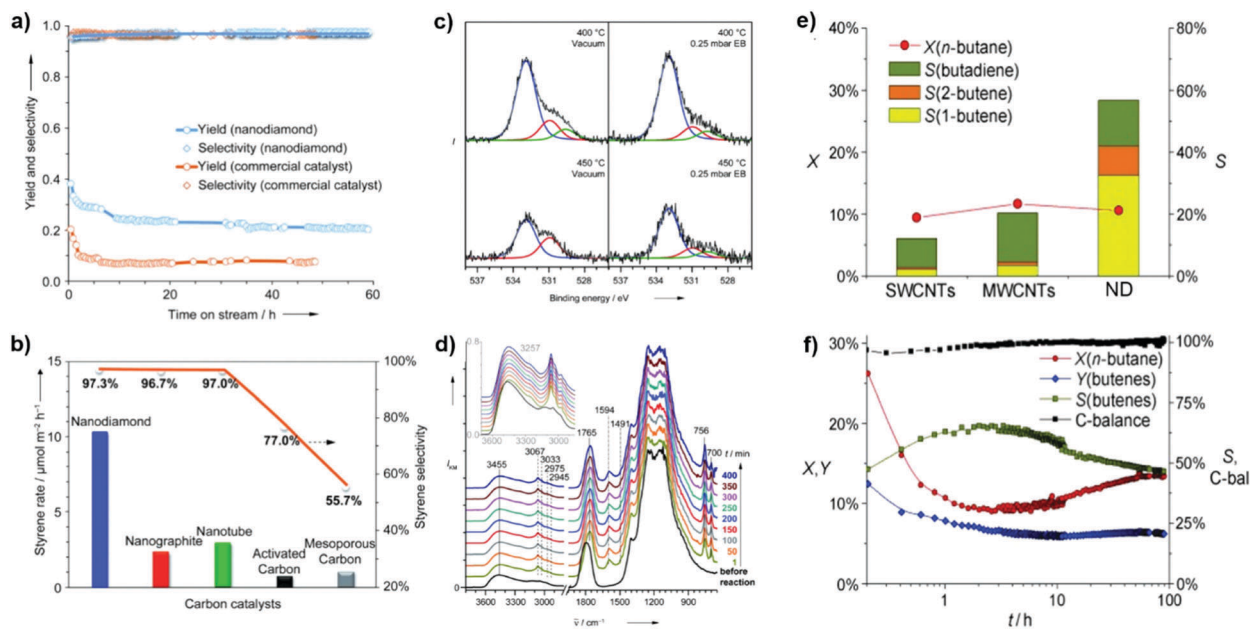 a)
1.0
0.8
0.6
0.4
0.2
0.0
Yield and selectivity
Yield (nanodiamond)
Selectivity (nanodiamond)
Yield (commercial catalyst)
Selectivity (commercial catalyst)
0 20 40 60
Time on stream / h
b)
15
10
5
0
Styrene rate / μmol m⁻² h⁻¹
97.3% 96.7% 97.0%
77.0%
55.7%
Nanodiamond
Nanographite
Nanotube
Activated Carbon
Mesoporous Carbon
100%
80%
60%
40%
20%
Styrene selectivity
Carbon catalysts
c)
400 °C
Vacuum
400 °C
0.25 mbar EB
450 °C
Vacuum
450 °C
0.25 mbar EB
I
537 534 531 528 537 534 531 528
Binding energy / eV
d)
0.8
0.0
3257
3600 3300 3000
I KM
0
3455
3067
3033
2975
2945
1765
1594
1491
756
700
t / min
400
350
300
250
200
150
100
50
1
before
reaction
3600 3300 3000 1800 1500 1200 900
ν̃ / cm⁻¹
e)
40%
30%
20%
10%
0%
X
X(n-butane)
S(butadiene)
S(2-butene)
S(1-butene)
80%
60%
40%
20%
0%
S
SWCNTs MWCNTs ND
f)
30%
20%
10%
0%
X, Y
X(n-butane)
Y(butenes)
S(butenes)
C-balance
100%
75%
50%
25%
0%
S,
C-bal
1 10 100
t / h